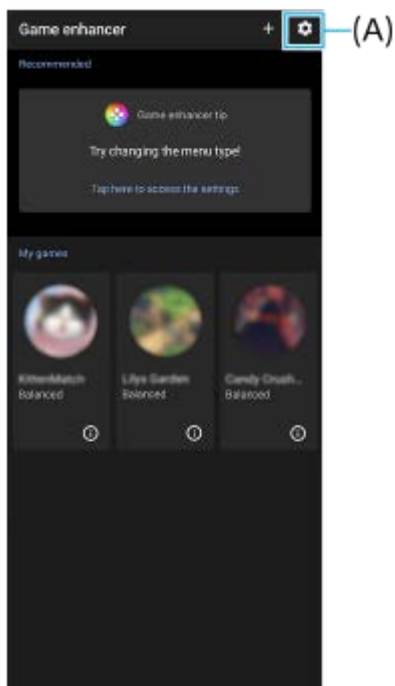 Game enhancer +
(A)
Recommended
Game enhancer tip
Try changing the menu type!
Tap here to access the settings
My games
KittenMatch
Lilys Garden
Candy Crush...
Balanced
Balanced
Balanced